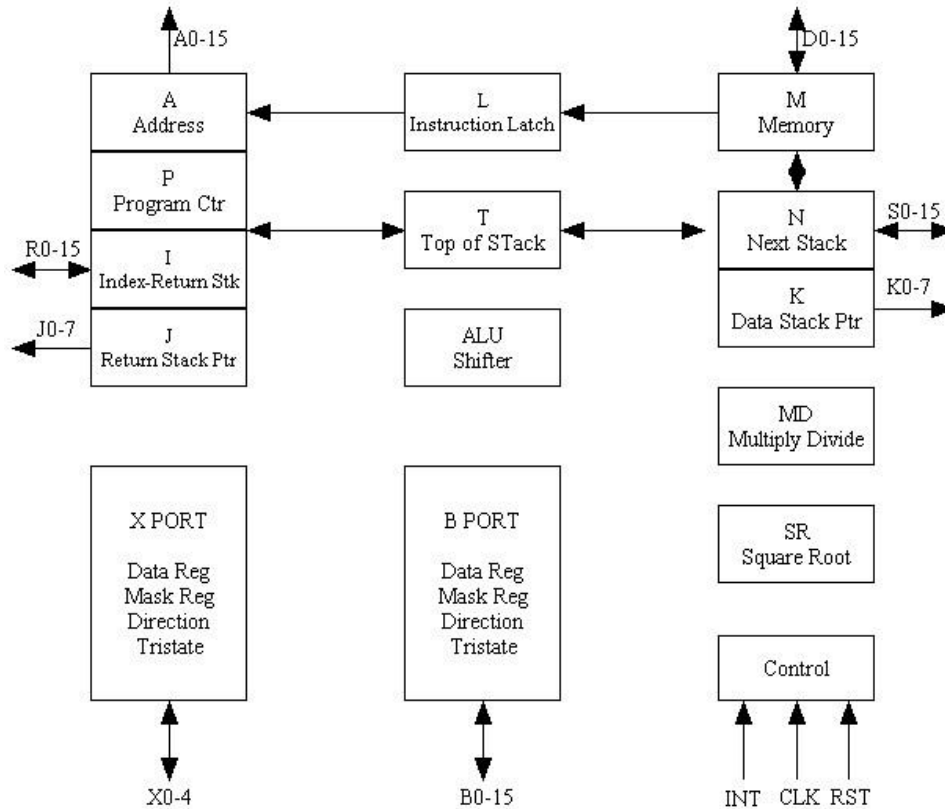 A0-15
D0-15
A
Address
L
Instruction Latch
M
Memory
P
Program Ctr
T
Top of STack
N
Next Stack
S0-15
R0-15
I
Index-Return Stk
K
Data Stack Ptr
K0-7
J0-7
J
Return Stack Ptr
ALU
Shifter
MD
Multiply Divide
X PORT
Data Reg
Mask Reg
Direction
Tristate
B PORT
Data Reg
Mask Reg
Direction
Tristate
SR
Square Root
Control
X0-4
B0-15
INT
CLK
RST